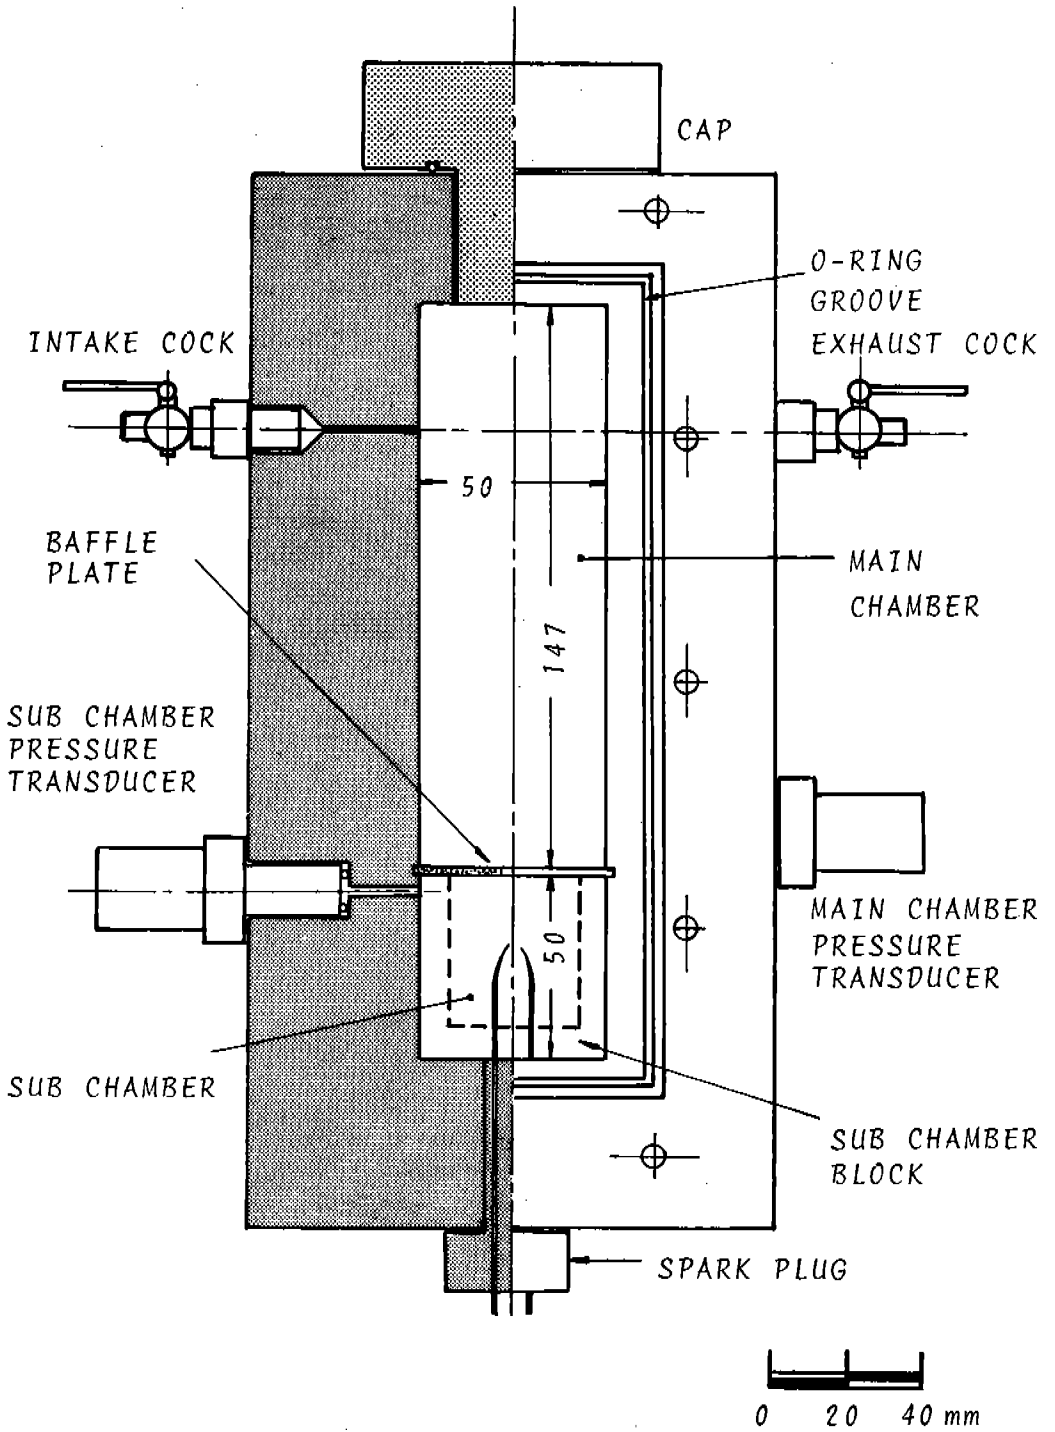 CAP
O-RING
GROOVE
INTAKE COCK
EXHAUST COCK
50
BAFFLE
PLATE
MAIN
CHAMBER
147
SUB CHAMBER
PRESSURE
TRANSDUCER
MAIN CHAMBER
PRESSURE
TRANSDUCER
50
SUB CHAMBER
SUB CHAMBER
BLOCK
SPARK PLUG
0 20 40 mm